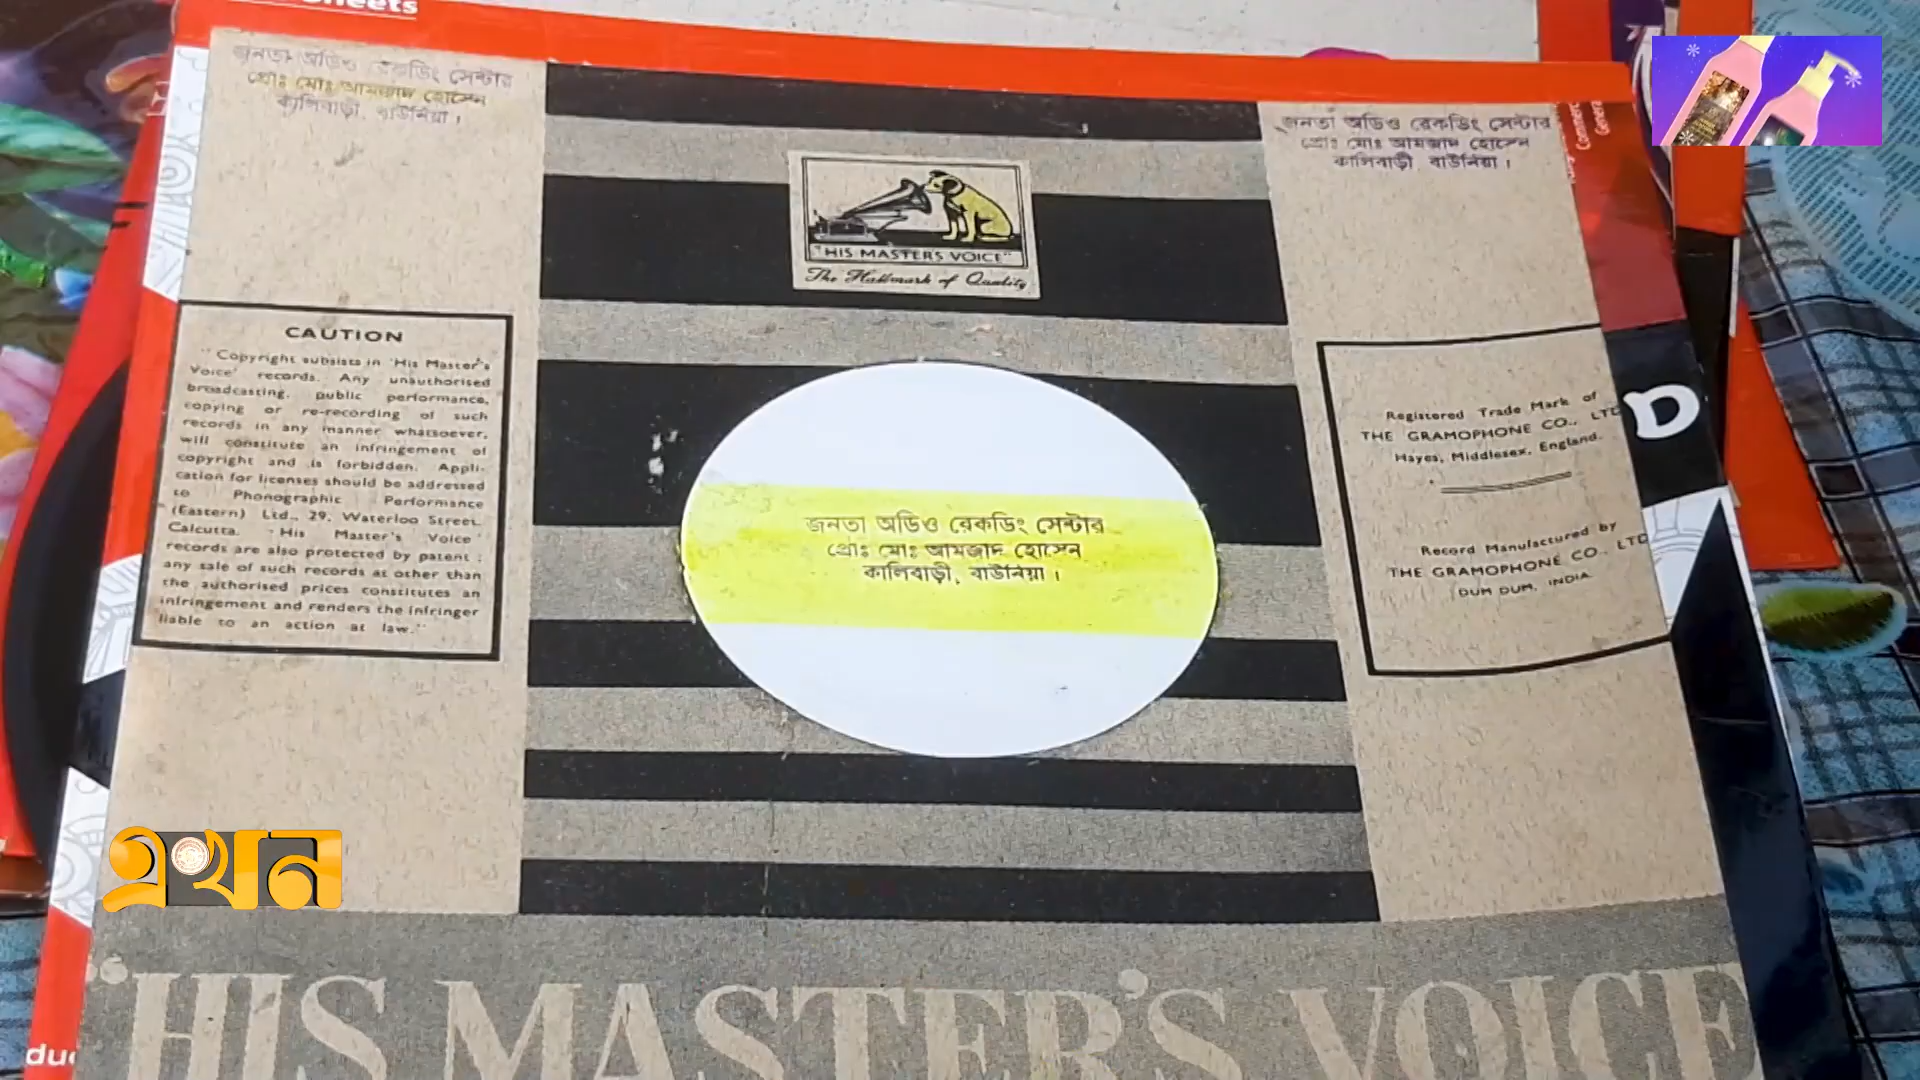 Sheets
জনতা অডিও রেকডিং সেন্টার
প্রোঃ মোঃ আমজাদ হোসেন
কালিবাড়ী, বাউনিয়া।
"HIS MASTER'S VOICE"
The Hallmark of Quality
জনতা অডিও রেকডিং সেন্টার
প্রোঃ মোঃ আমজাদ হোসেন
কালিবাড়ী, বাউনিয়া।
CAUTION
"Copyright subsists in 'His Master's
Voice' records. Any unauthorised
broadcasting, public performance,
copying or re-recording of such
records in any manner whatsoever,
will constitute an infringement of
copyright and is forbidden. Appli-
cation for licenses should be addressed
to Phonographic Performance
(Eastern) Ltd., 29, Waterloo Street,
Calcutta. 'His Master's Voice'
records are also protected by patent ;
any sale of such records at other than
the authorised prices constitutes an
infringement and renders the infringer
liable to an action at law."
জনতা অডিও রেকডিং সেন্টার
প্রোঃ মোঃ আমজাদ হোসেন
কালিবাড়ী, বাউনিয়া।
Registered Trade Mark of
THE GRAMOPHONE CO., LTD
Hayes, Middlesex, England.
Record Manufactured by
THE GRAMOPHONE CO., LTD
DUM DUM, INDIA
D
এখন
"HIS MASTER'S VOICE